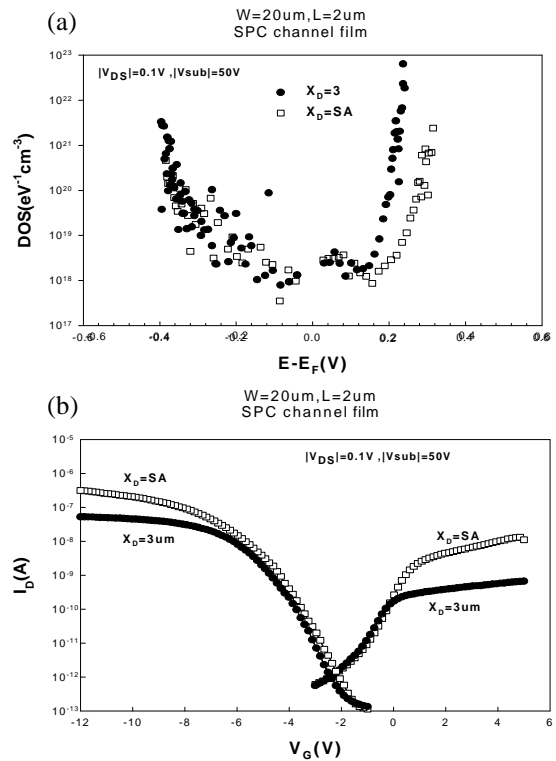 (a)
W=20um,L=2um
SPC channel film
|VDS|=0.1V ,|Vsub|=50V
XD=3
XD=SA
DOS(eV-1cm-3)
10^23
10^22
10^21
10^20
10^19
10^18
10^17
-0.6 -0.4 -0.2 0.0 0.2 0.4 0.6
E-EF(V)
(b)
W=20um,L=2um
SPC channel film
|VDS|=0.1V ,|Vsub|=50V
XD=SA
XD=3um
XD=SA
XD=3um
ID(A)
10^-5
10^-6
10^-7
10^-8
10^-9
10^-10
10^-11
10^-12
10^-13
-12 -10 -8 -6 -4 -2 0 2 4 6
VG(V)